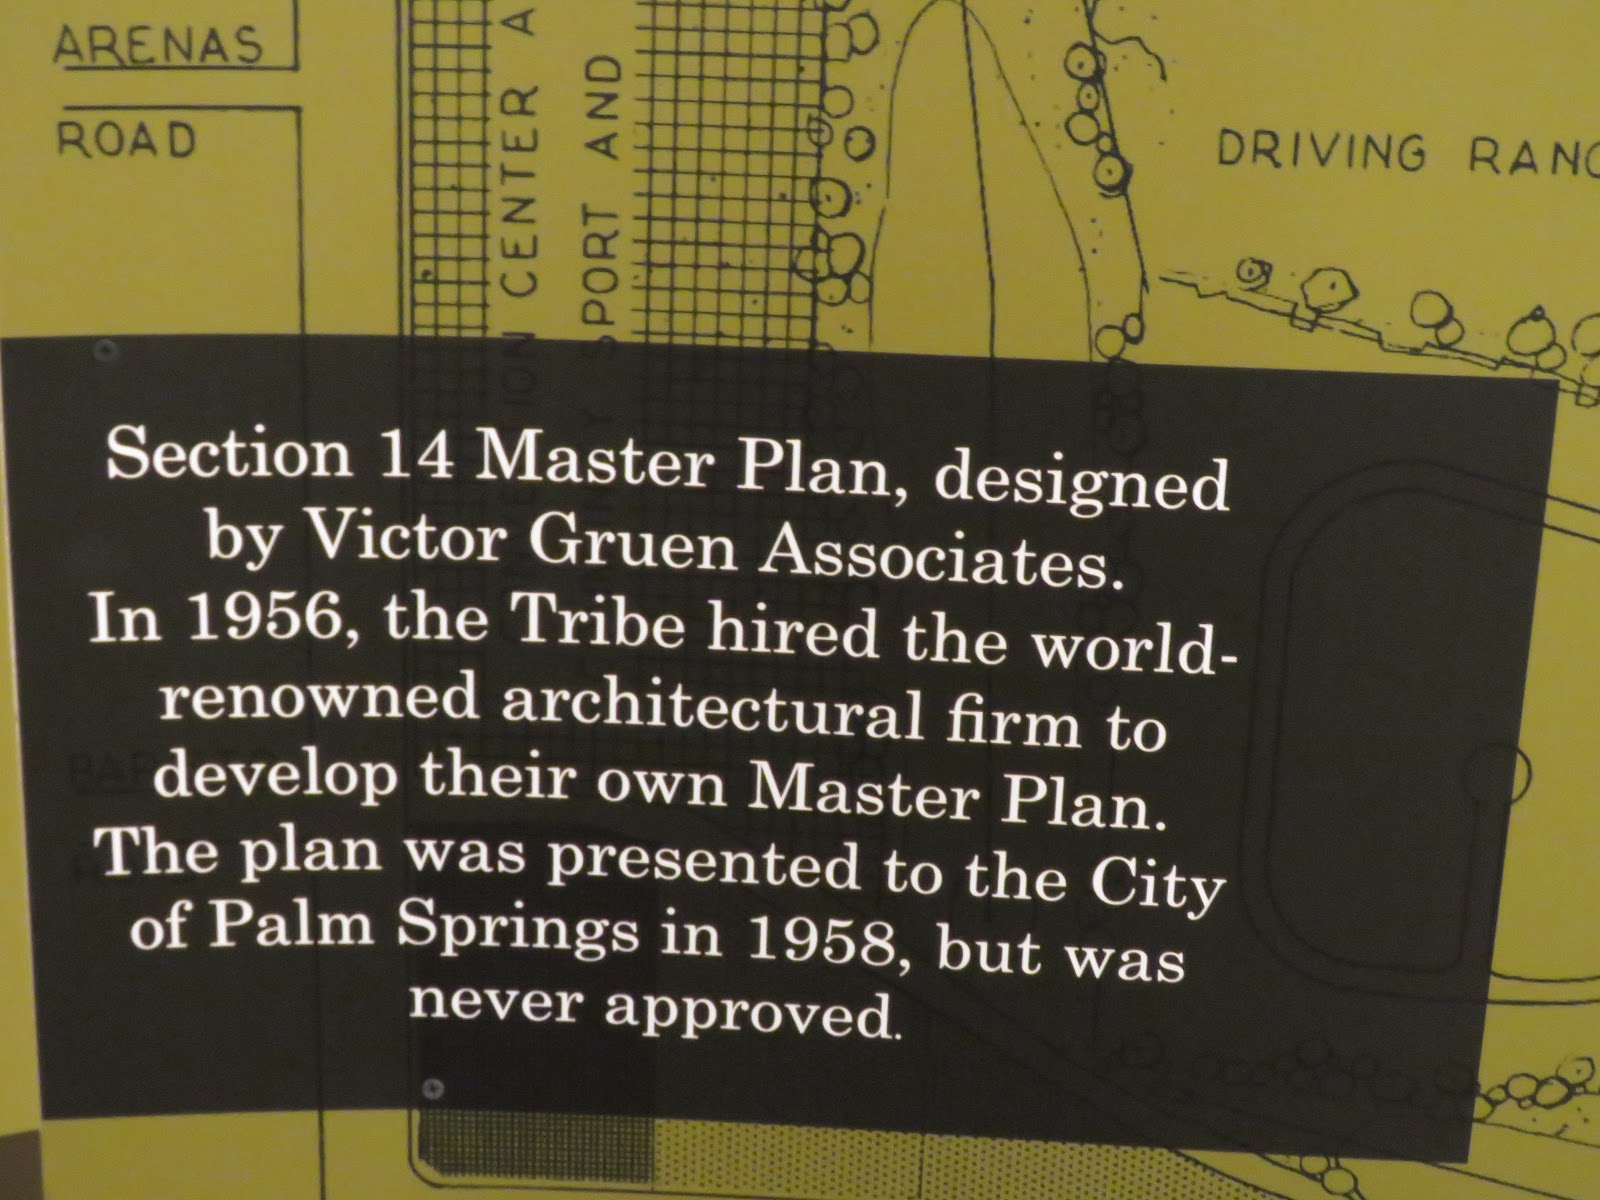 ARENAS
ROAD
CENTER A
PORT AND
DRIVING RANG
Section 14 Master Plan, designed
by Victor Gruen Associates.
In 1956, the Tribe hired the world-
renowned architectural firm to
develop their own Master Plan.
The plan was presented to the City
of Palm Springs in 1958, but was
never approved.